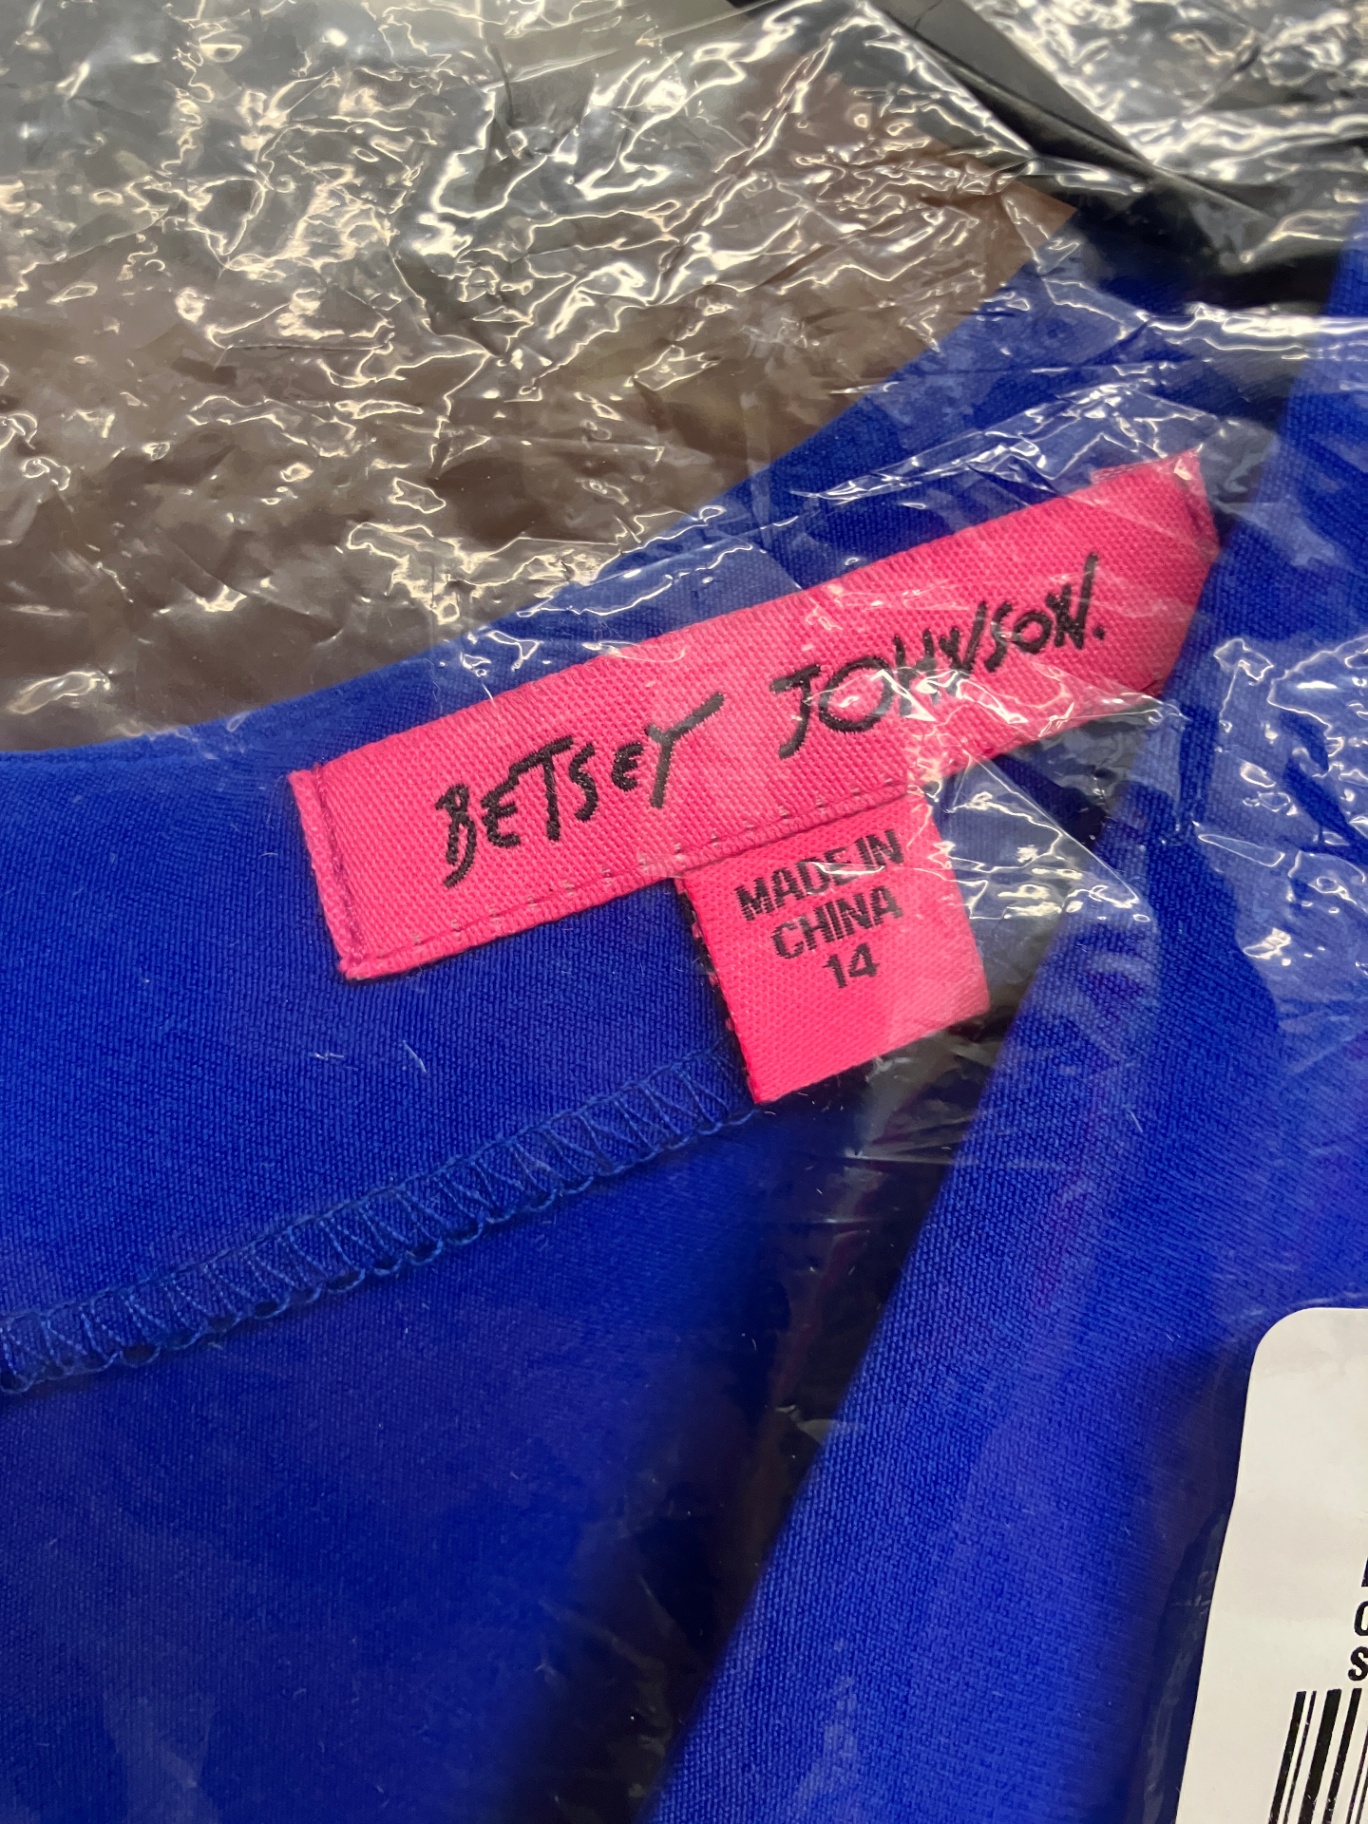 BETSEY JOHNSON.
MADE IN
CHINA
14